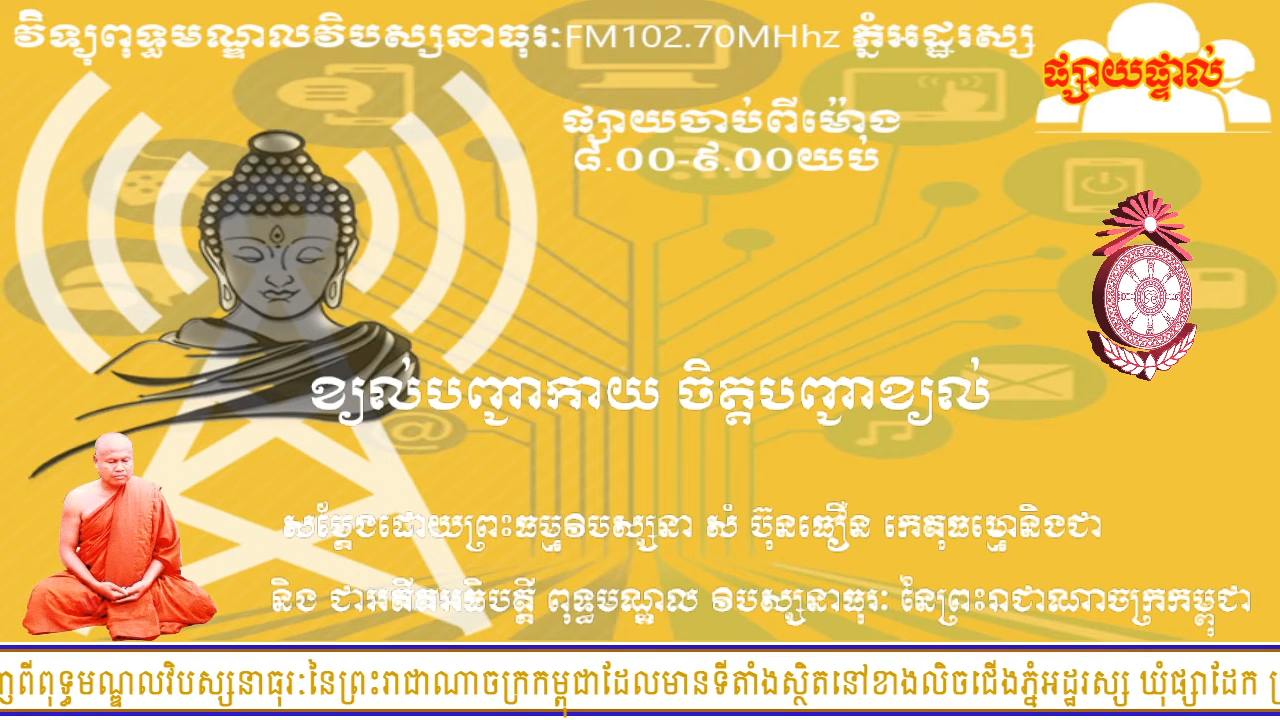 វិទ្យុពុទ្ធមណ្ឌលវិបស្សនាធុរៈFM102.70MHhz ភ្នំអដ្ឋរស្ស
ផ្សាយផ្ទាល់
ផ្សាយចាប់ពីម៉ោុង
៨.០០-៩.០០យប់
ខ្យល់បញ្ជាកាយ ចិត្តបញ្ជាខ្យល់
សម្តែងដោយព្រះធម្មវិបស្សនា សំ ប៊ុនធឿន កេតុធម្មោនិងជា
និង ជាអតីតអធិបតី្ត ពុទ្ធមណ្ឌល វិបស្សនាធុរៈ នៃព្រះរាជាណាចក្រកម្ពុជា
ពីពុទ្ធមណ្ឌលវិបស្សនាធុរៈនៃព្រះរាជាណាចក្រកម្ពុជាដែលមានទីតាំងស្ថិតនៅខាងលិចជើងភ្នំអដ្ឋរស្ស ឃុំផ្សាដែក